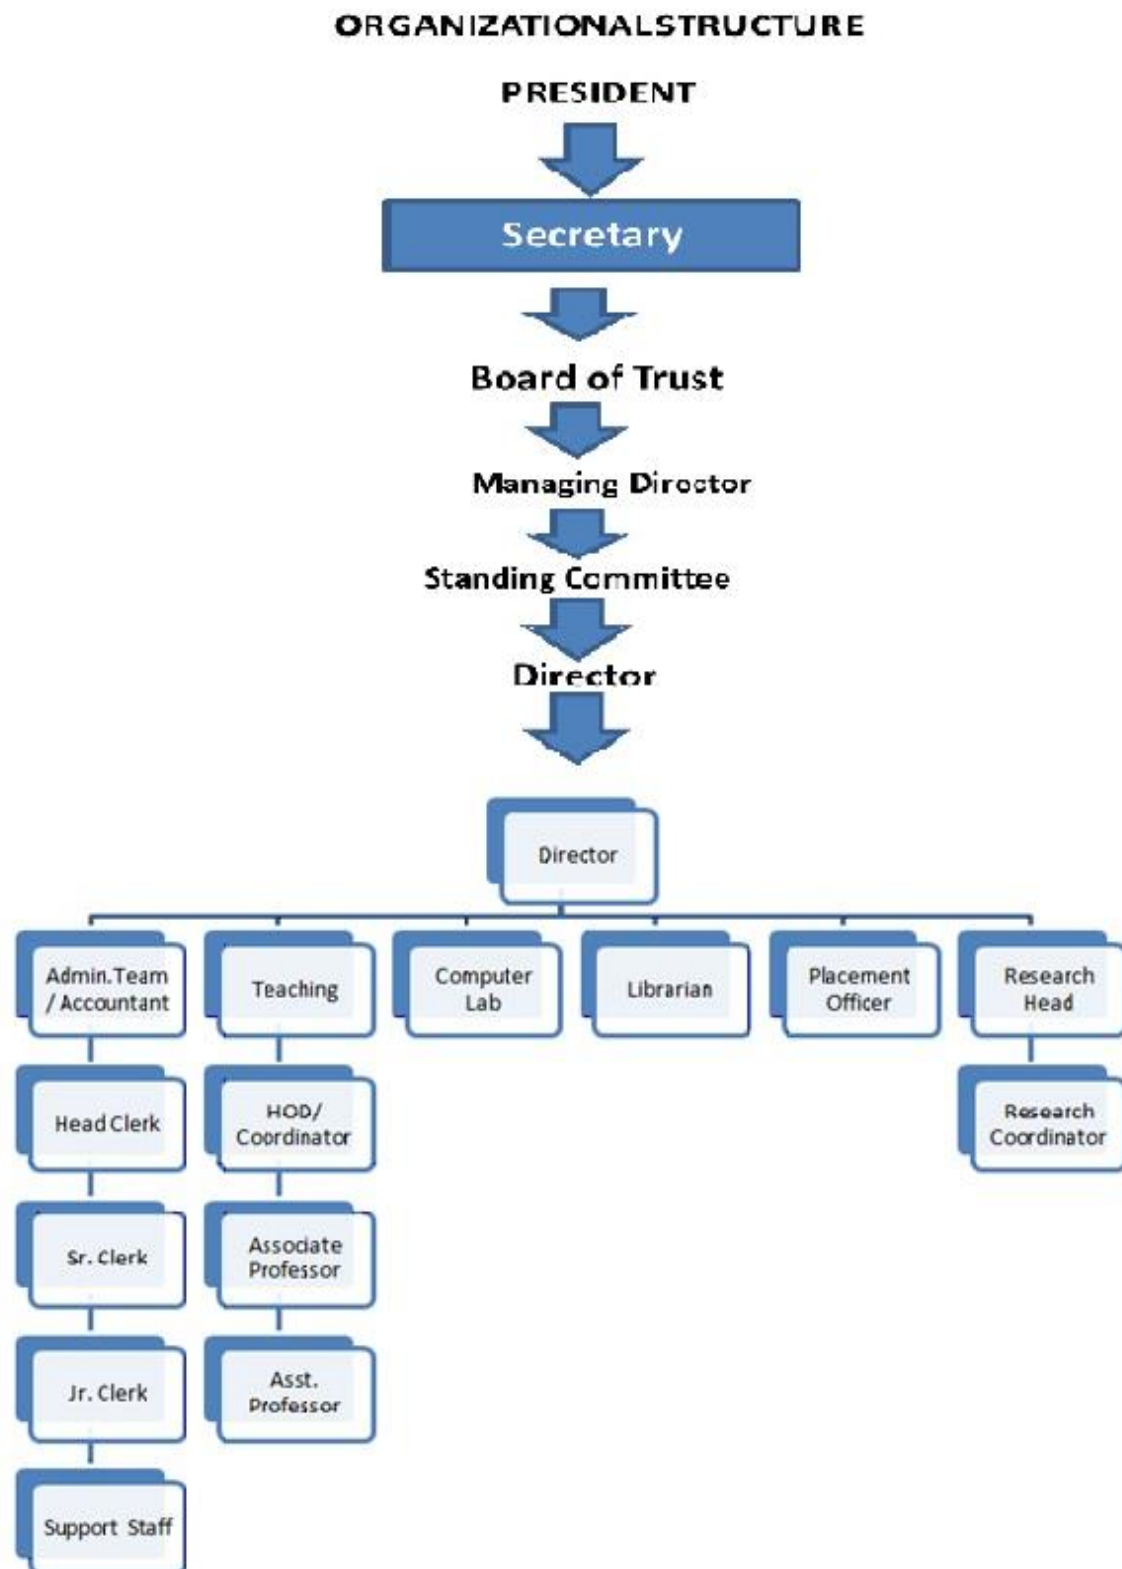 ORGANIZATIONALSTRUCTURE
PRESIDENT
Secretary
Board of Trust
Managing Director
Standing Committee
Director
Director
Admin.Team
/ Accountant
Teaching
Computer
Lab
Librarian
Placement
Officer
Research
Head
Head Clerk
HOD/
Coordinator
Research
Coordinator
Sr. Clerk
Associate
Professor
Jr. Clerk
Asst.
Professor
Support Staff